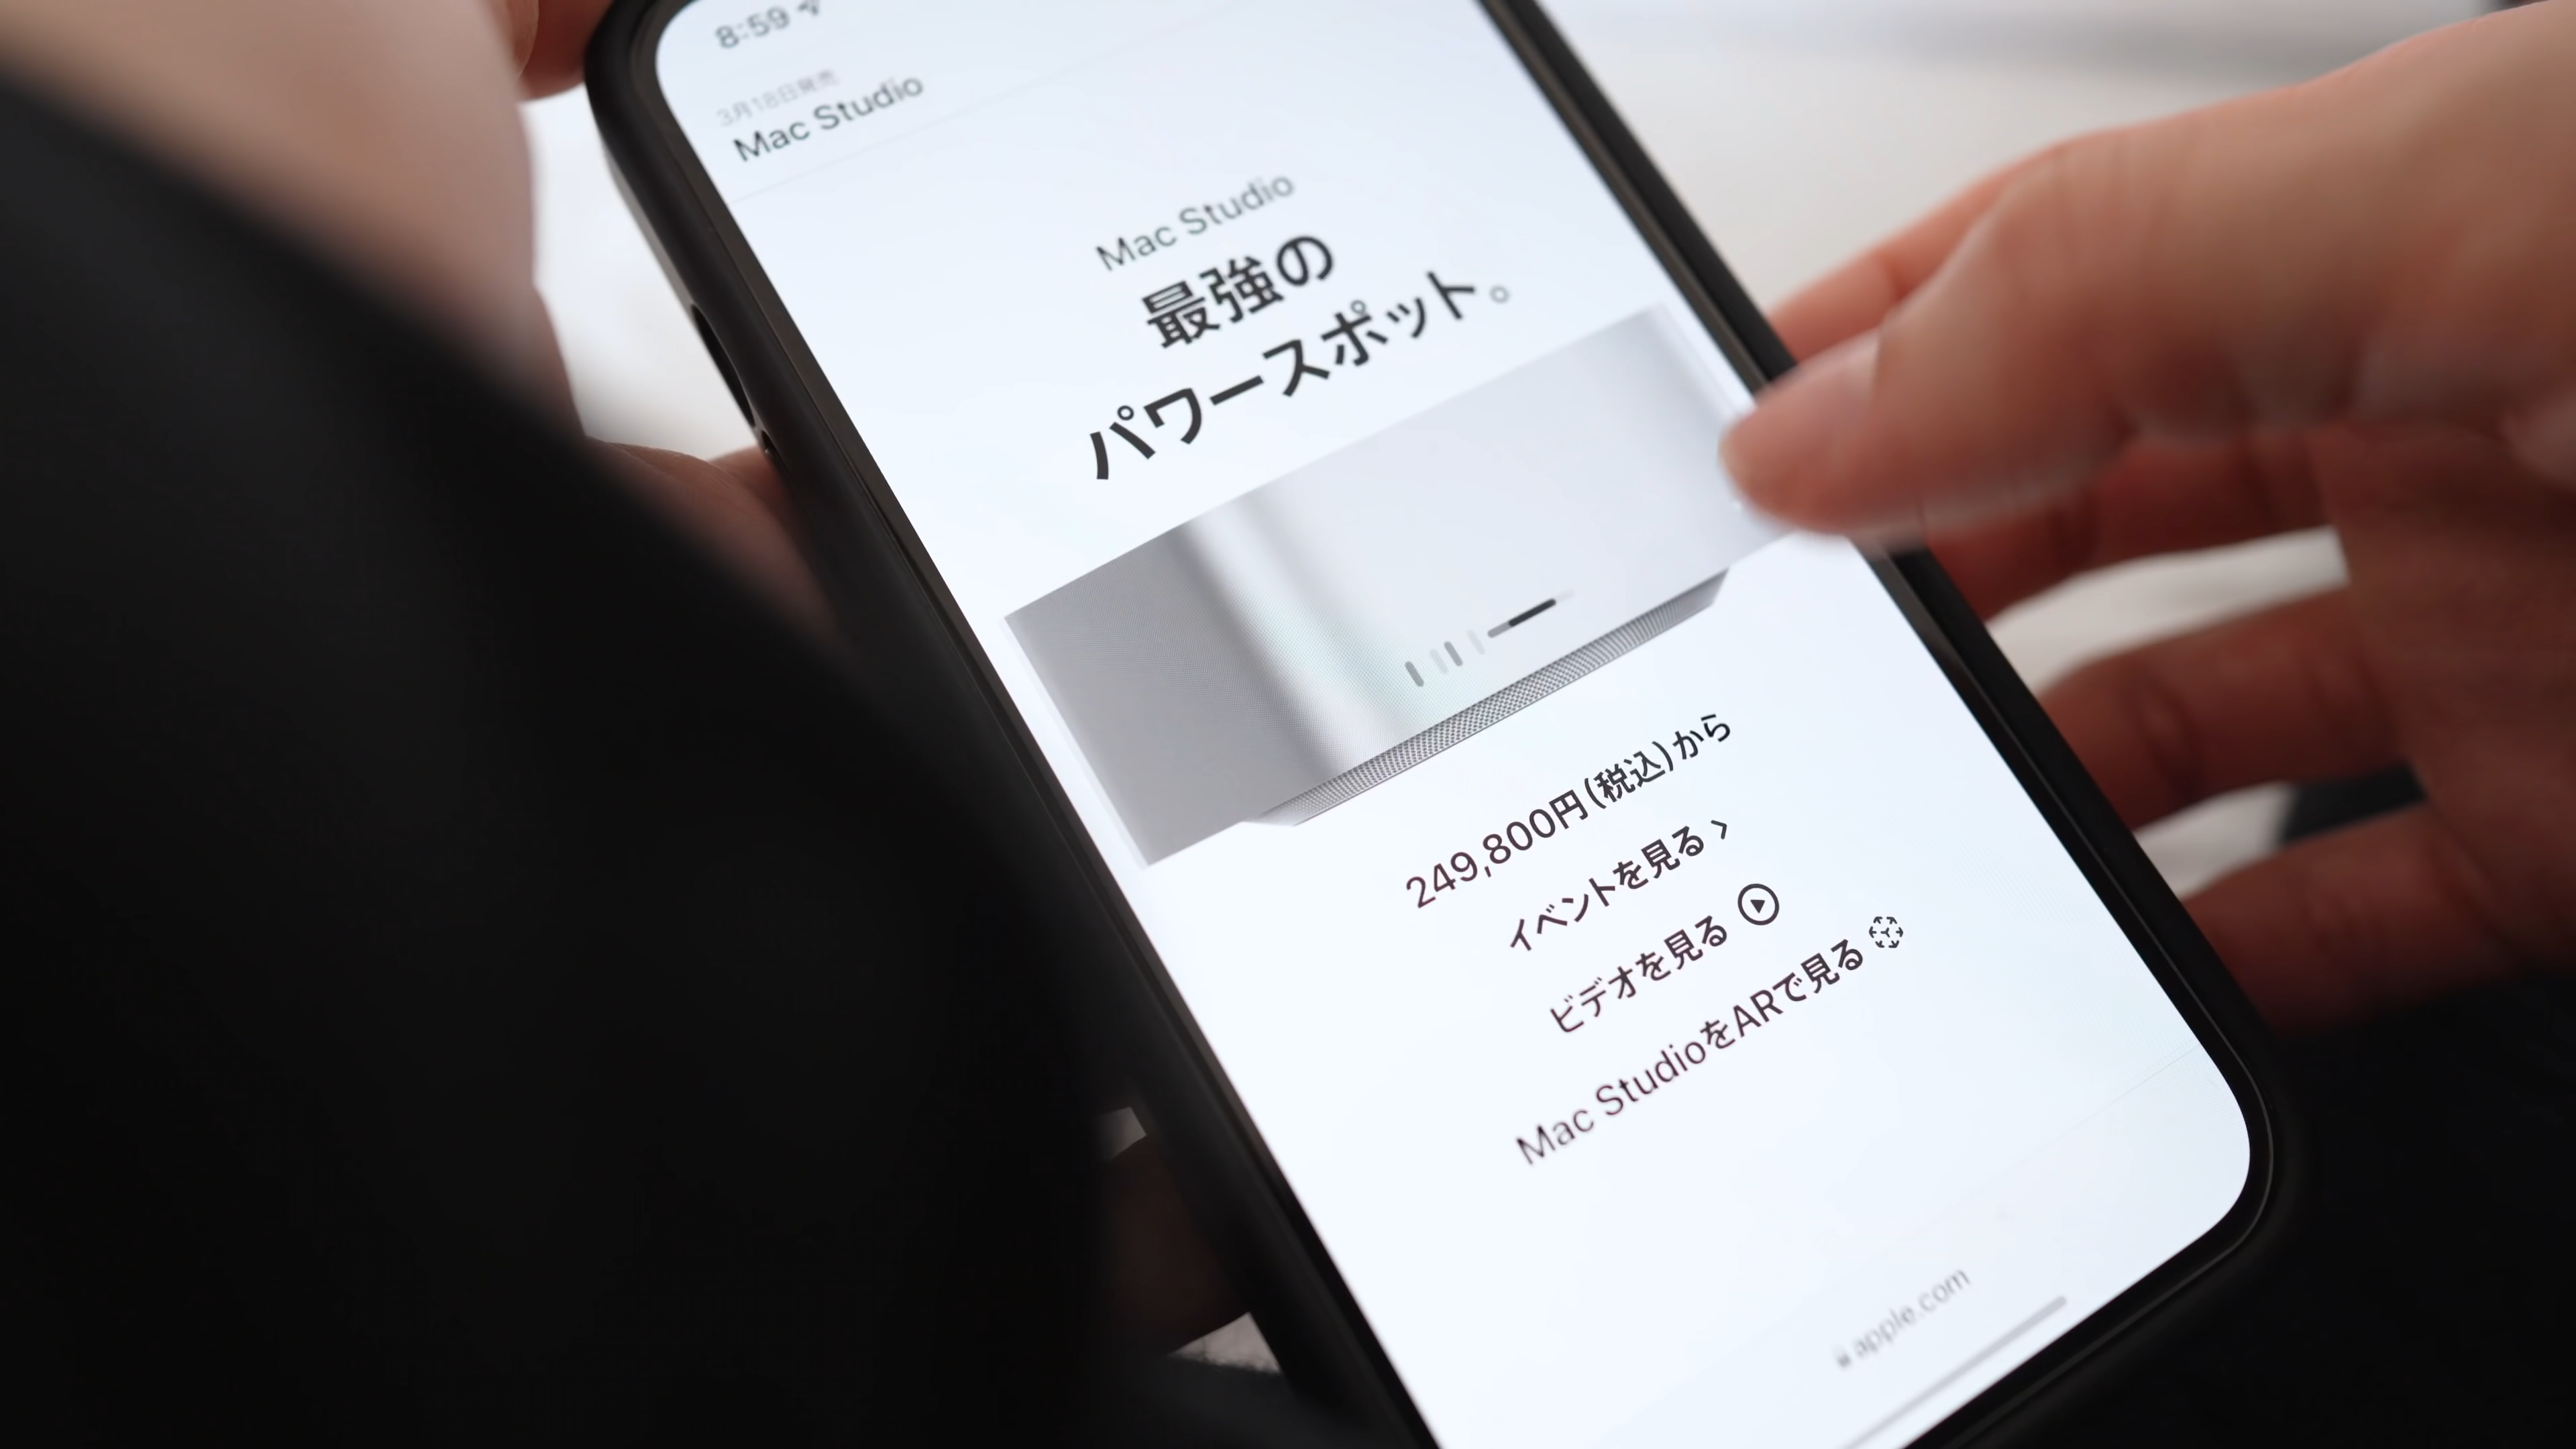 8:59
3月18日発売
Mac Studio
Mac Studio
最強の
パワースポット。
249,800円(税込)から
イベントを見る
ビデオを見る
Mac StudioをARで見る
apple.com